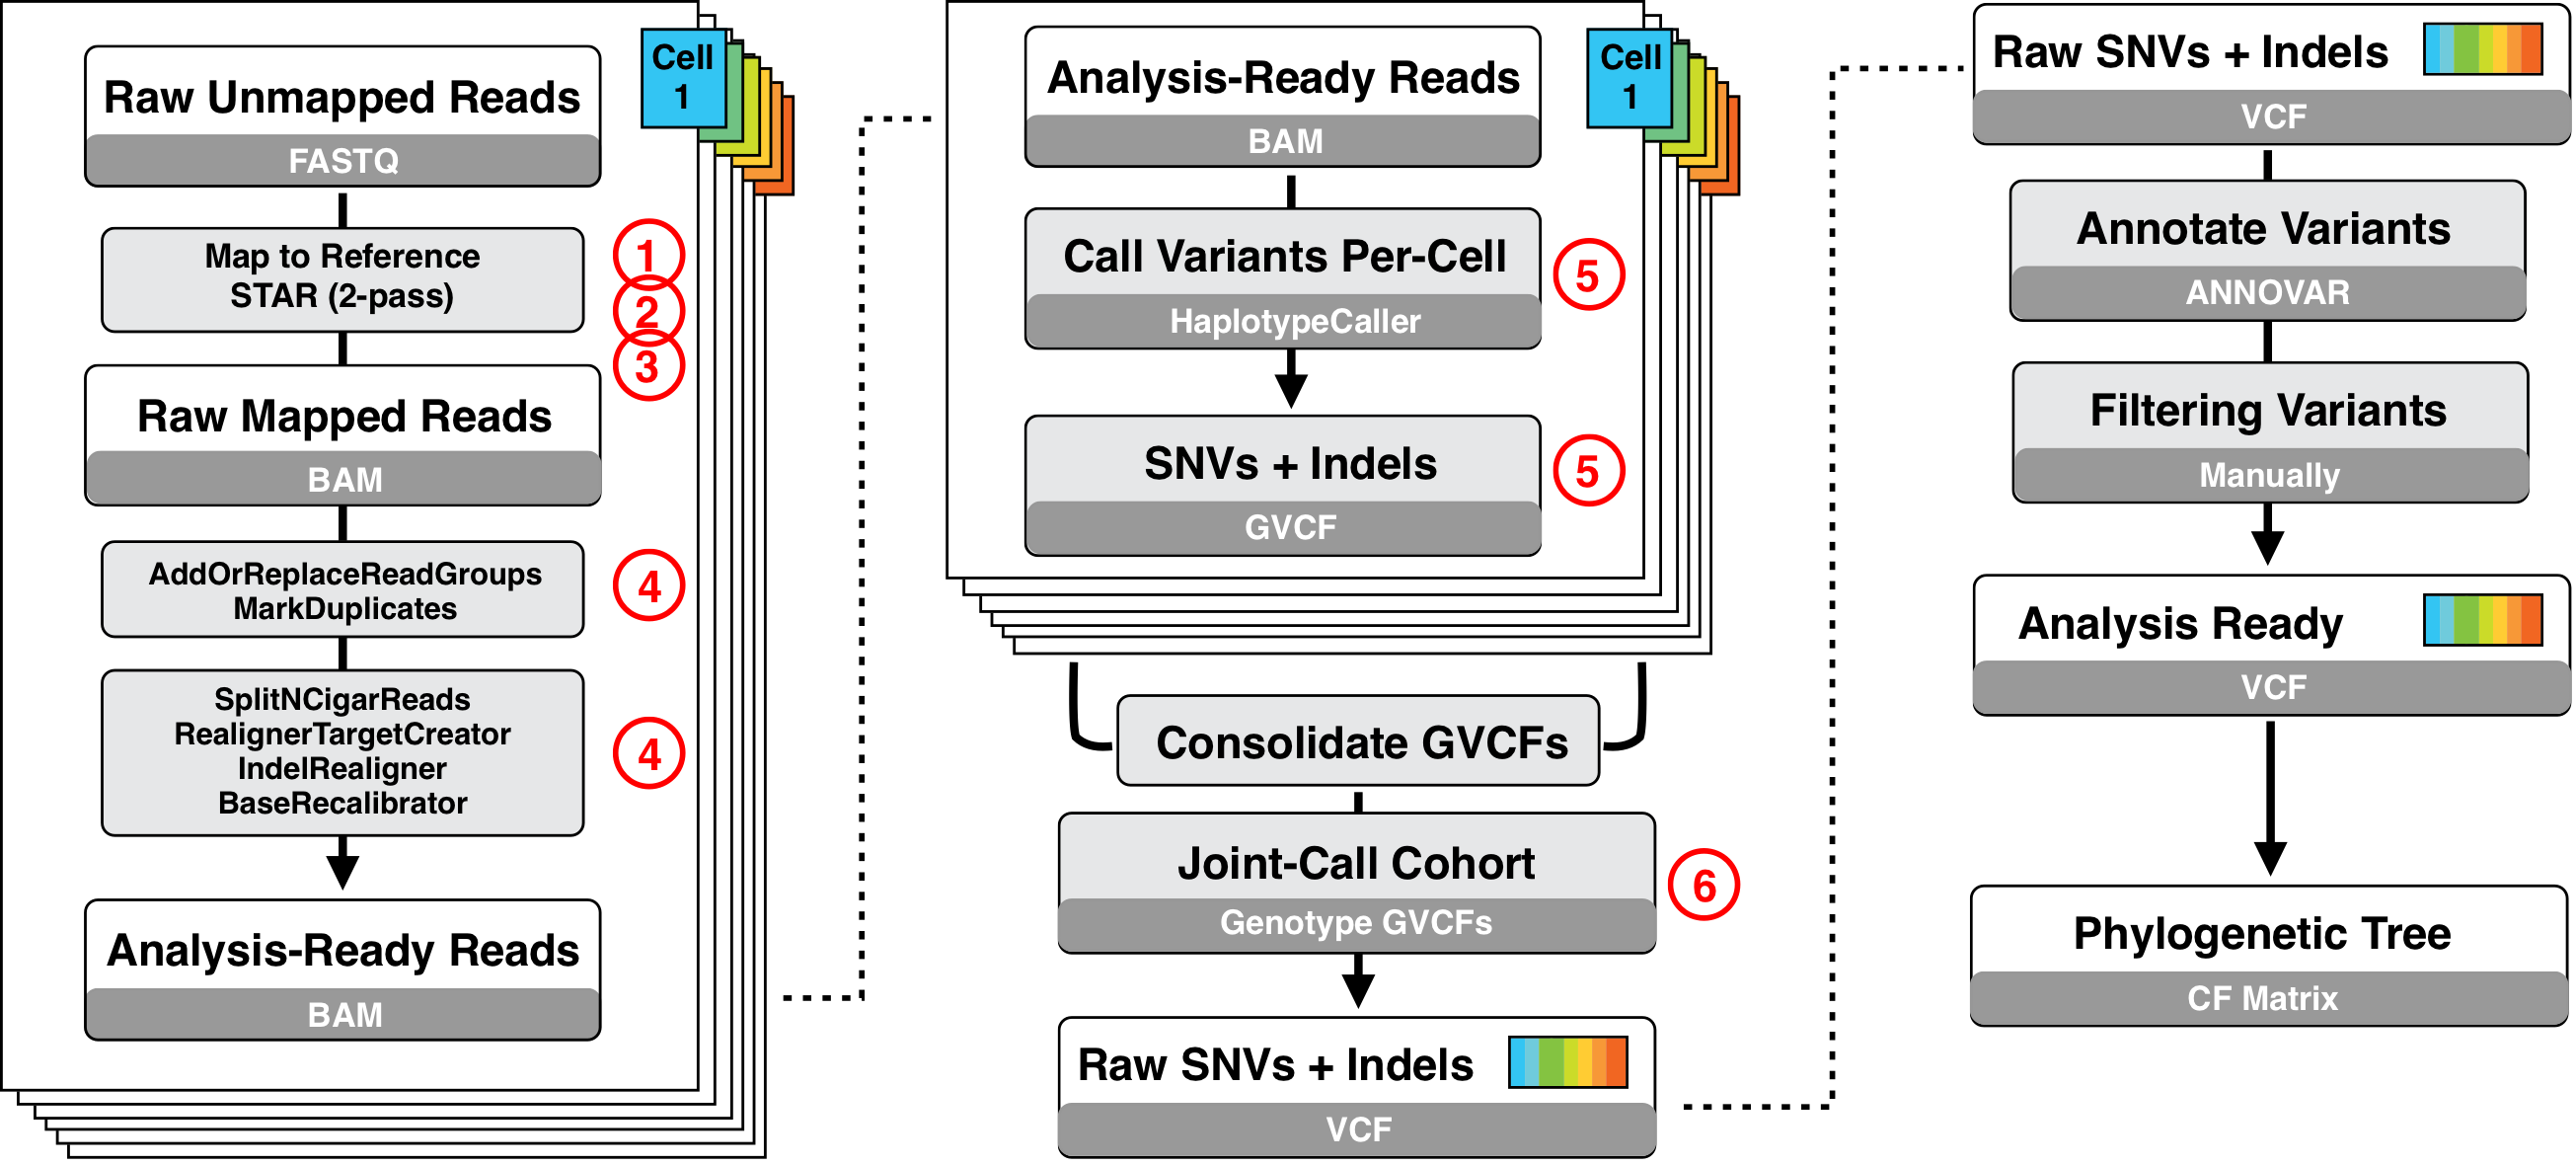 Raw Unmapped Reads
FASTQ
Cell
1
Map to Reference
STAR (2-pass)
1
2
3
Raw Mapped Reads
BAM
AddOrReplaceReadGroups
MarkDuplicates
4
SplitNCigarReads
RealignerTargetCreator
IndelRealigner
BaseRecalibrator
4
Analysis-Ready Reads
BAM
Analysis-Ready Reads
BAM
Cell
1
Call Variants Per-Cell
HaplotypeCaller
5
SNVs + Indels
GVCF
5
Consolidate GVCFs
Joint-Call Cohort
Genotype GVCFs
6
Raw SNVs + Indels
VCF
Raw SNVs + Indels
VCF
Annotate Variants
ANNOVAR
Filtering Variants
Manually
Analysis Ready
VCF
Phylogenetic Tree
CF Matrix